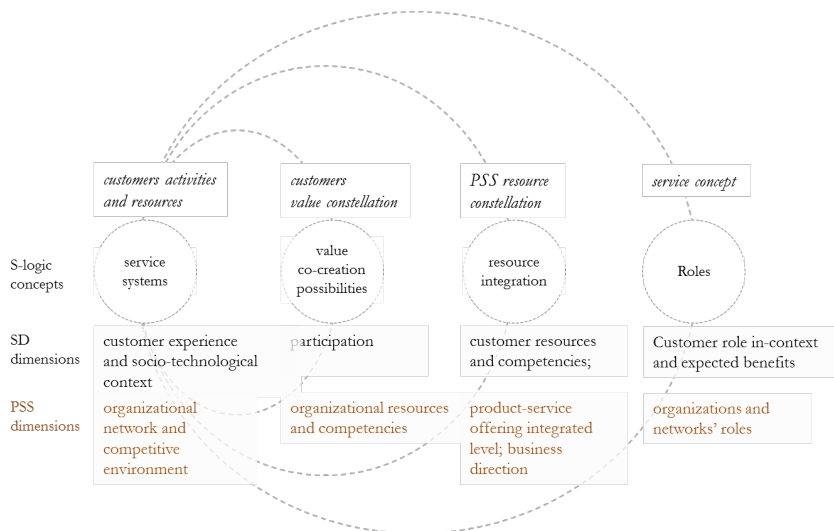 customers activities
and resources
customers
value constellation
PSS resource
constellation
service concept
S-logic
concepts
service
systems
value
co-creation
possibilities
resource
integration
Roles
SD
dimensions
customer experience
and socio-technological
context
participation
customer resources
and competencies;
Customer role in-context
and expected benefits
PSS
dimensions
organizational
network and
competitive
environment
organizational resources
and competencies
product-service
offering integrated
level; business
direction
organizations and
networks’ roles